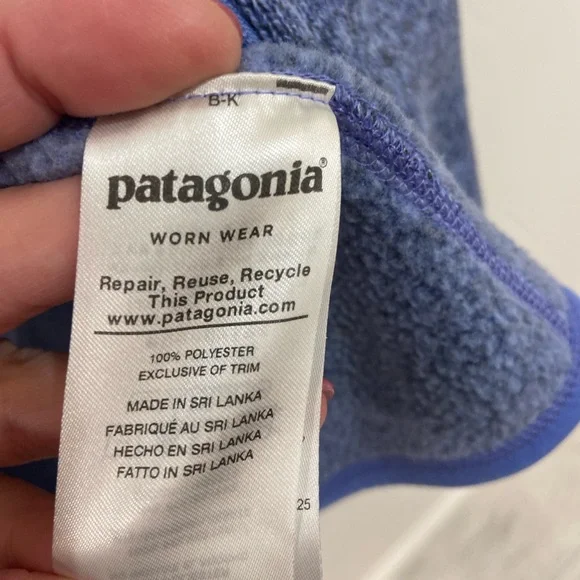 B-K
patagonia®
WORN WEAR
Repair, Reuse, Recycle
This Product
www.patagonia.com
100% POLYESTER
EXCLUSIVE OF TRIM
MADE IN SRI LANKA
FABRIQUÉ AU SRI LANKA
HECHO EN SRI LANKA
FATTO IN SRI LANKA
25